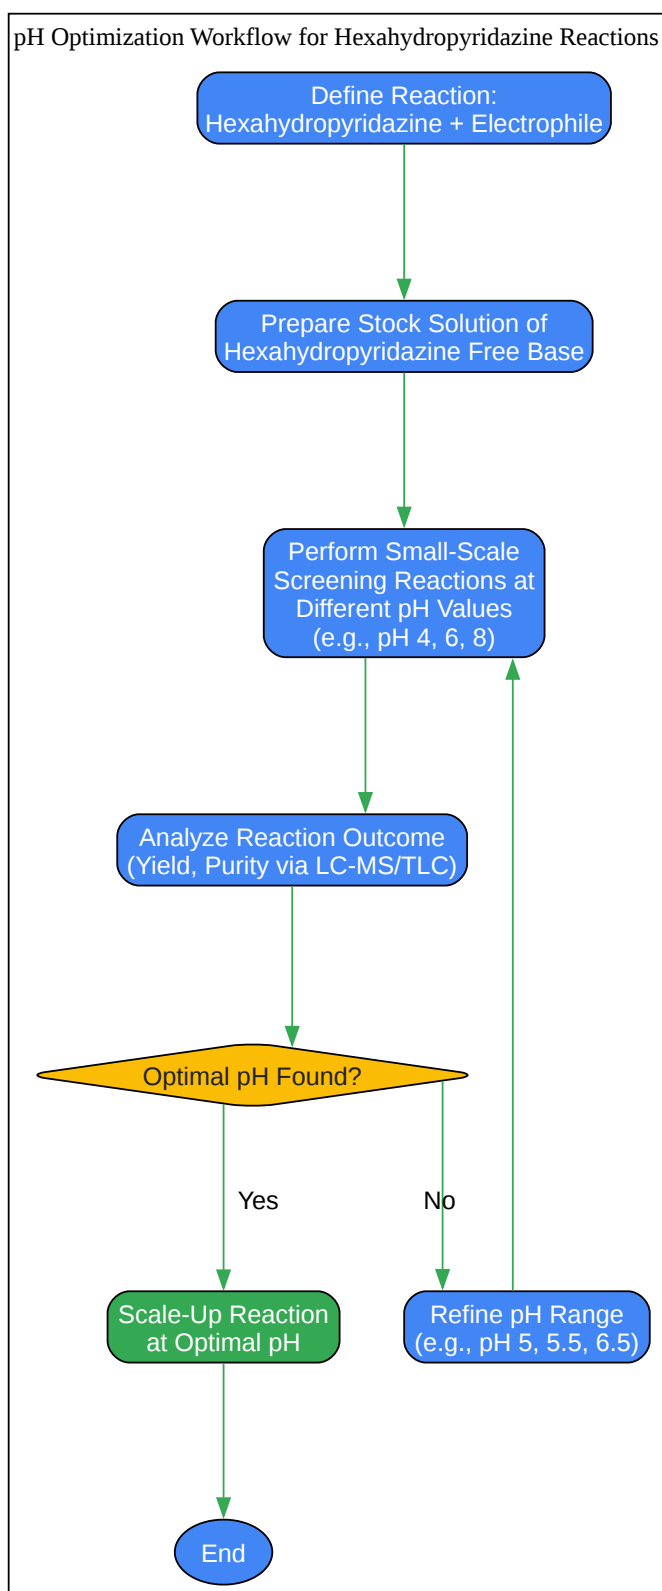 pH Optimization Workflow for Hexahydropyridazine Reactions
Define Reaction:
Hexahydropyridazine + Electrophile
Prepare Stock Solution of
Hexahydropyridazine Free Base
Perform Small-Scale
Screening Reactions at
Different pH Values
(e.g., pH 4, 6, 8)
Analyze Reaction Outcome
(Yield, Purity via LC-MS/TLC)
Optimal pH Found?
Yes
No
Scale-Up Reaction
at Optimal pH
Refine pH Range
(e.g., pH 5, 5.5, 6.5)
End